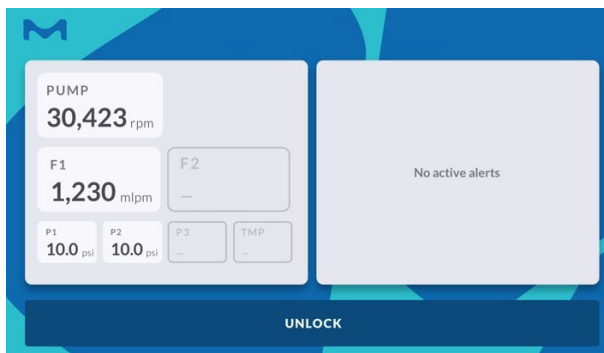 PUMP
30,423 rpm
F1
1,230 mlpm
F2
–
P1
10.0 psi
P2
10.0 psi
P3
–
TMP
–
No active alerts
UNLOCK